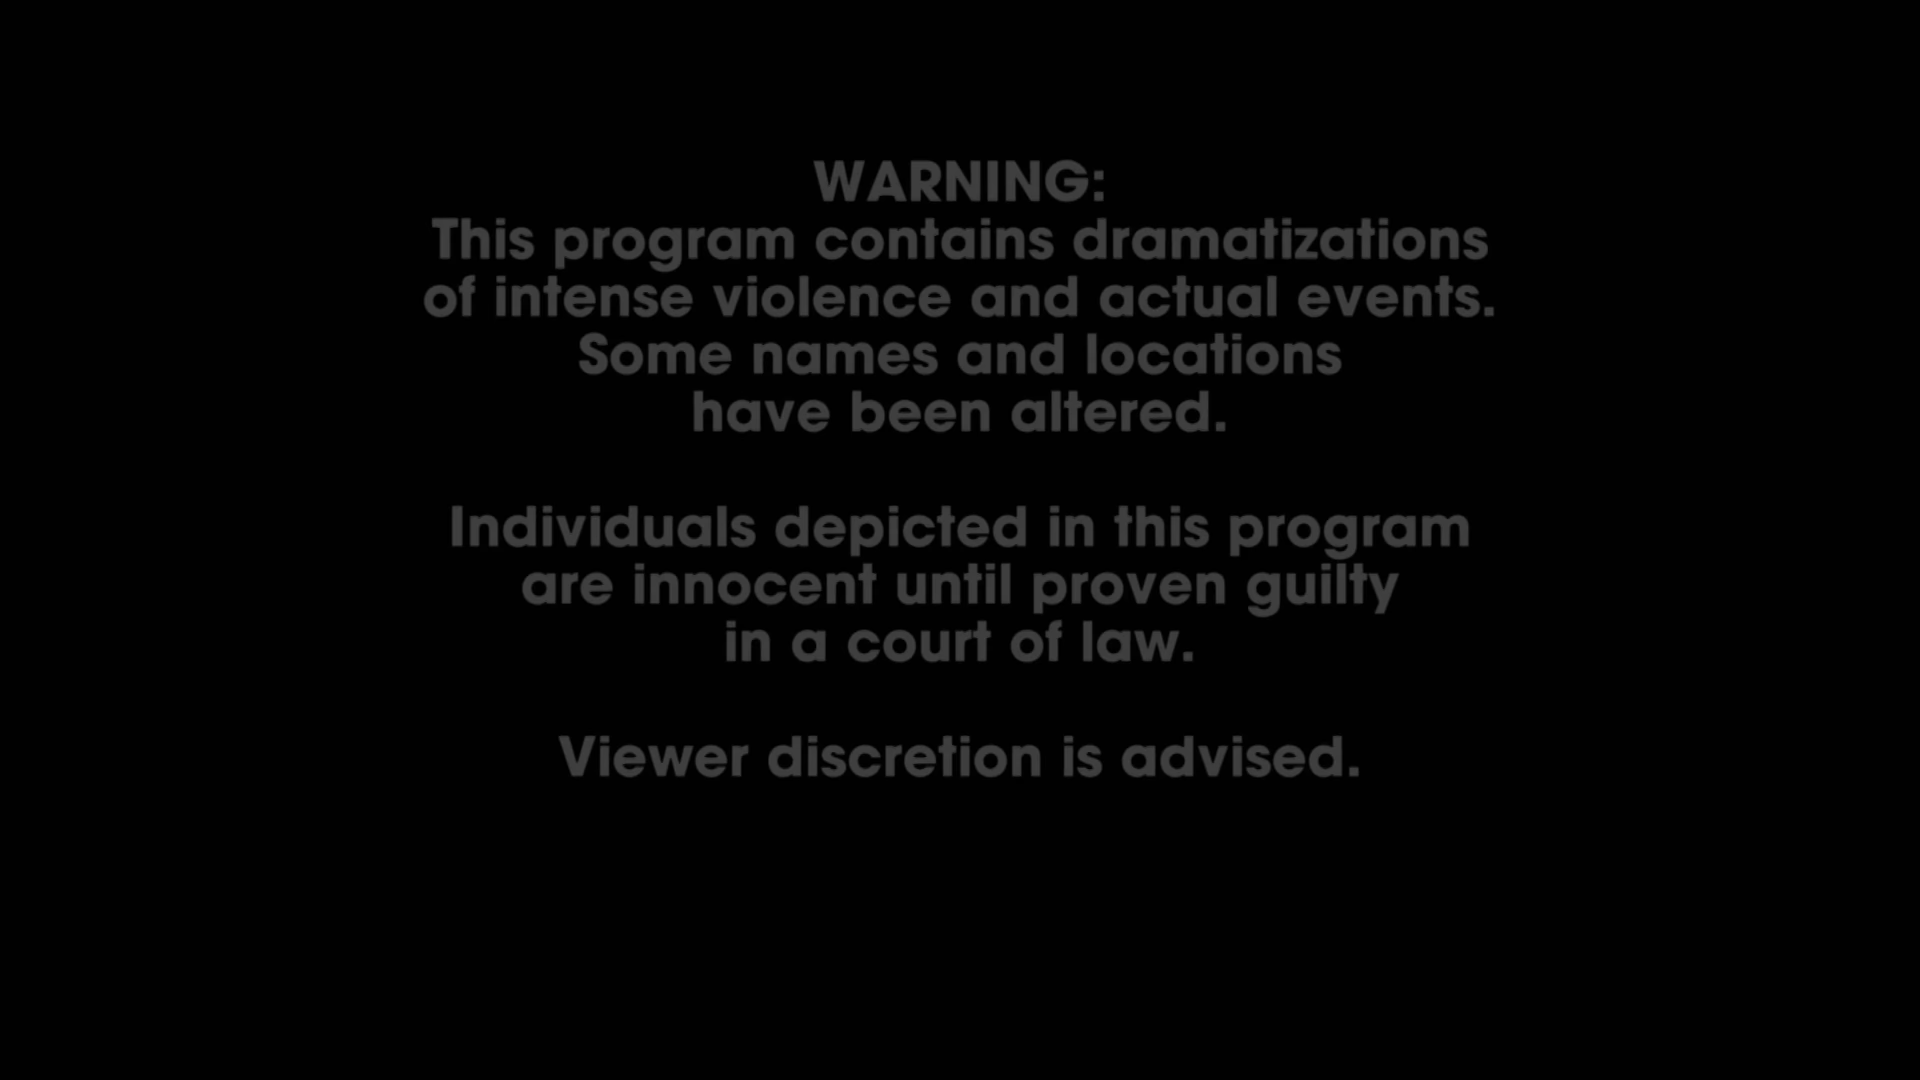 WARNING:
This program contains dramatizations
of intense violence and actual events.
Some names and locations
have been altered.
Individuals depicted in this program
are innocent until proven guilty
in a court of law.
Viewer discretion is advised.